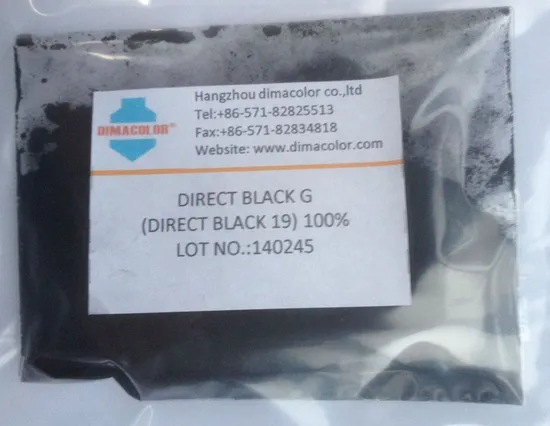 DIMACOLOR®
Hangzhou dimacolor co.,ltd
Tel:+86-571-82825513
Fax:+86-571-82834818
Website: www.dimacolor.com
DIRECT BLACK G
(DIRECT BLACK 19) 100%
LOT NO.:140245